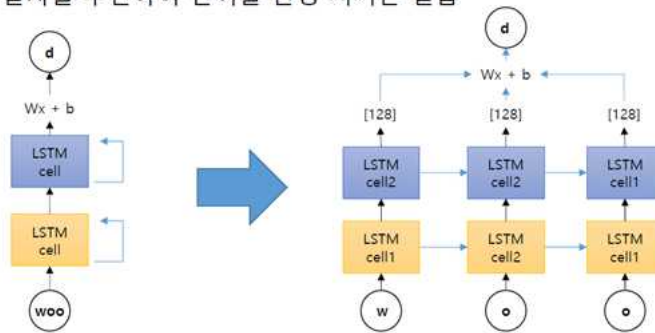 d
d
Wx + b
Wx + b
[128]
[128]
[128]
LSTM
cell
LSTM
cell2
LSTM
cell2
LSTM
cell1
LSTM
cell
LSTM
cell1
LSTM
cell2
LSTM
cell1
woo
w
o
o